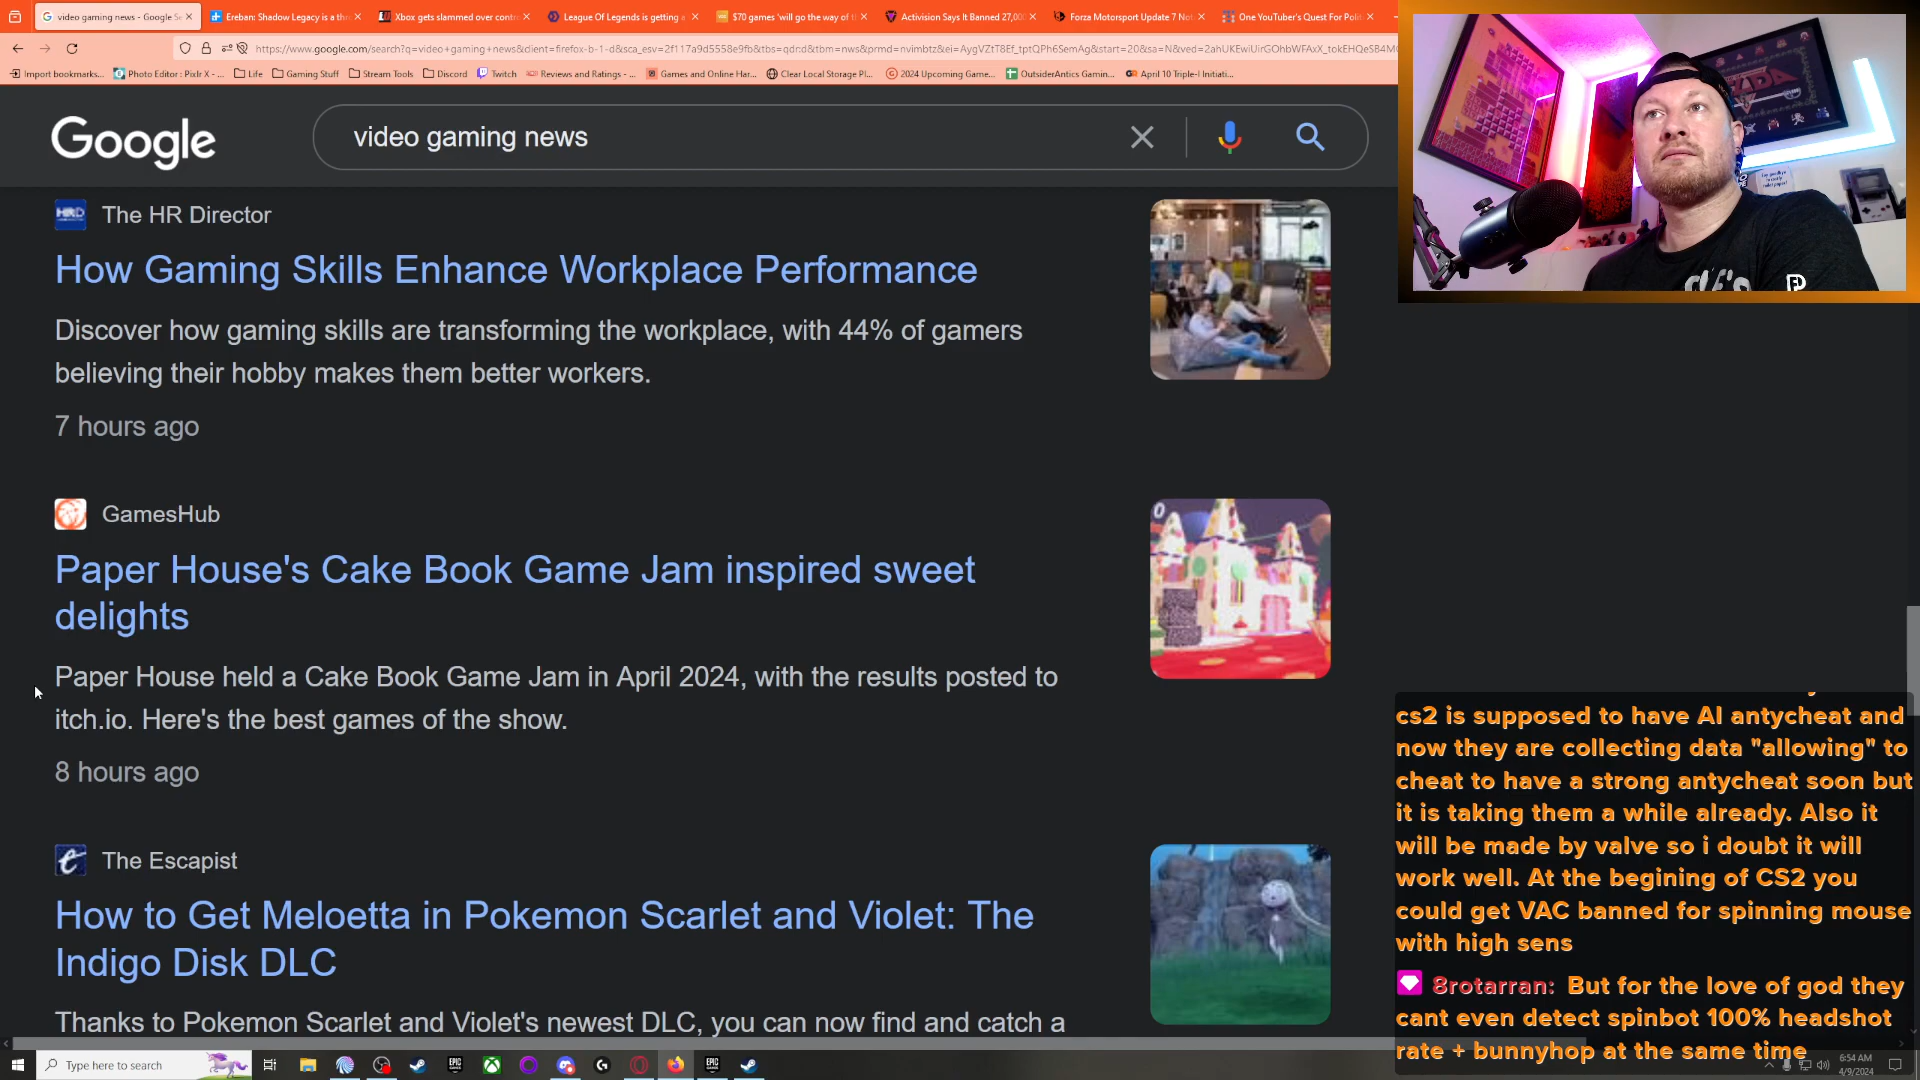 video gaming news - Google Se
Ereban: Shadow Legacy is a thr
Xbox gets slammed over contro
League Of Legends is getting a
$70 games 'will go the way of t
Activision Says It Banned 27,000
Forza Motorsport Update 7 Not
One YouTuber's Quest For Polit
Import bookmarks...
Photo Editor : Pixlr X - ...
Life
Gaming Stuff
Stream Tools
Discord
Twitch
Reviews and Ratings - ...
Games and Online Har...
Clear Local Storage Pl...
2024 Upcoming Game...
OutsiderAntics Gamin...
April 10 Triple-I Initiati...
Google
video gaming news
HRD
The HR Director
How Gaming Skills Enhance Workplace Performance
Discover how gaming skills are transforming the workplace, with 44% of gamers
believing their hobby makes them better workers.
7 hours ago
GamesHub
Paper House's Cake Book Game Jam inspired sweet
delights
Paper House held a Cake Book Game Jam in April 2024, with the results posted to
itch.io. Here's the best games of the show.
8 hours ago
The Escapist
How to Get Meloetta in Pokemon Scarlet and Violet: The
Indigo Disk DLC
Thanks to Pokemon Scarlet and Violet's newest DLC, you can now find and catch a
cs2 is supposed to have AI antycheat and
now they are collecting data "allowing" to
cheat to have a strong antycheat soon but
it is taking them a while already. Also it
will be made by valve so i doubt it will
work well. At the begining of CS2 you
could get VAC banned for spinning mouse
with high sens
8rotarran: But for the love of god they
cant even detect spinbot 100% headshot
rate + bunnyhop at the same time
Type here to search
6:54 AM
4/9/2024